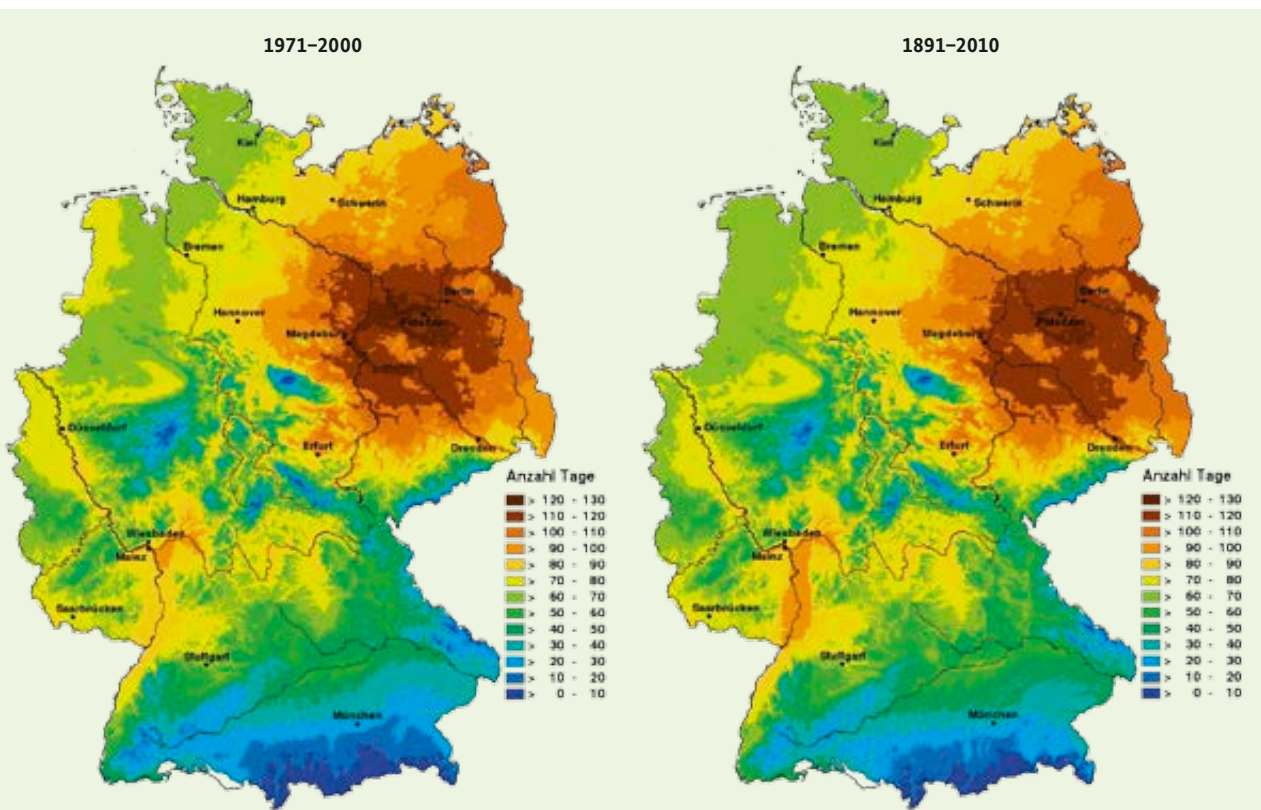 1971–2000
1891–2010
Kiel
Hamburg
Schwerin
Bremen
Berlin
Hannover
Potsdam
Magdeburg
Düsseldorf
Erfurt
Dresden
Wiesbaden
Mainz
Saarbrücken
Stuttgart
München
Anzahl Tage
> 120 - 130
> 110 - 120
> 100 - 110
> 90 - 100
> 80 - 90
> 70 - 80
> 60 - 70
> 50 - 60
> 40 - 50
> 30 - 40
> 20 - 30
> 10 - 20
> 0 - 10
Kiel
Hamburg
Schwerin
Bremen
Berlin
Hannover
Potsdam
Magdeburg
Düsseldorf
Erfurt
Dresden
Wiesbaden
Mainz
Saarbrücken
Stuttgart
München
Anzahl Tage
> 120 - 130
> 110 - 120
> 100 - 110
> 90 - 100
> 80 - 90
> 70 - 80
> 60 - 70
> 50 - 60
> 40 - 50
> 30 - 40
> 20 - 30
> 10 - 20
> 0 - 10